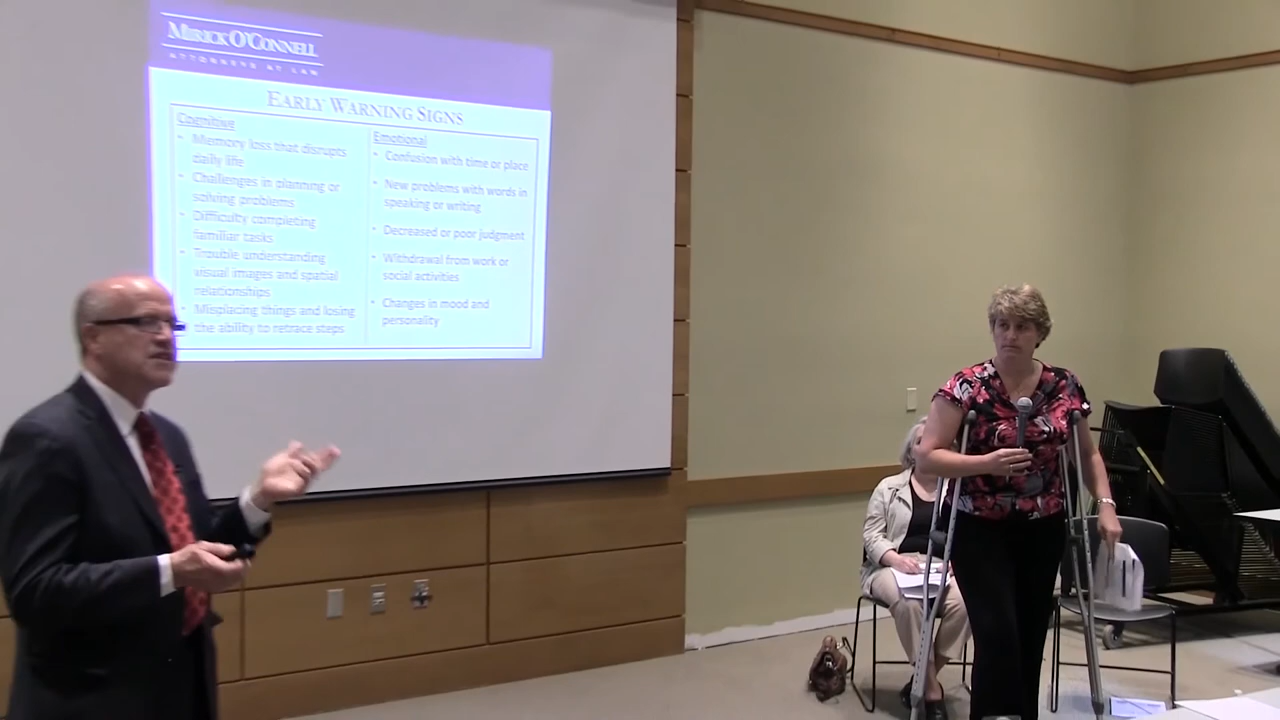 MIRICK O'CONNELL
ATTORNEYS AT LAW
EARLY WARNING SIGNS
Cognitive
• Memory loss that disrupts
daily life
• Challenges in planning or
solving problems
• Difficulty completing
familiar tasks
• Trouble understanding
visual images and spatial
relationships
• Misplacing things and losing
the ability to retrace steps
Emotional
• Confusion with time or place
• New problems with words in
speaking or writing
• Decreased or poor judgment
• Withdrawal from work or
social activities
• Changes in mood and
personality